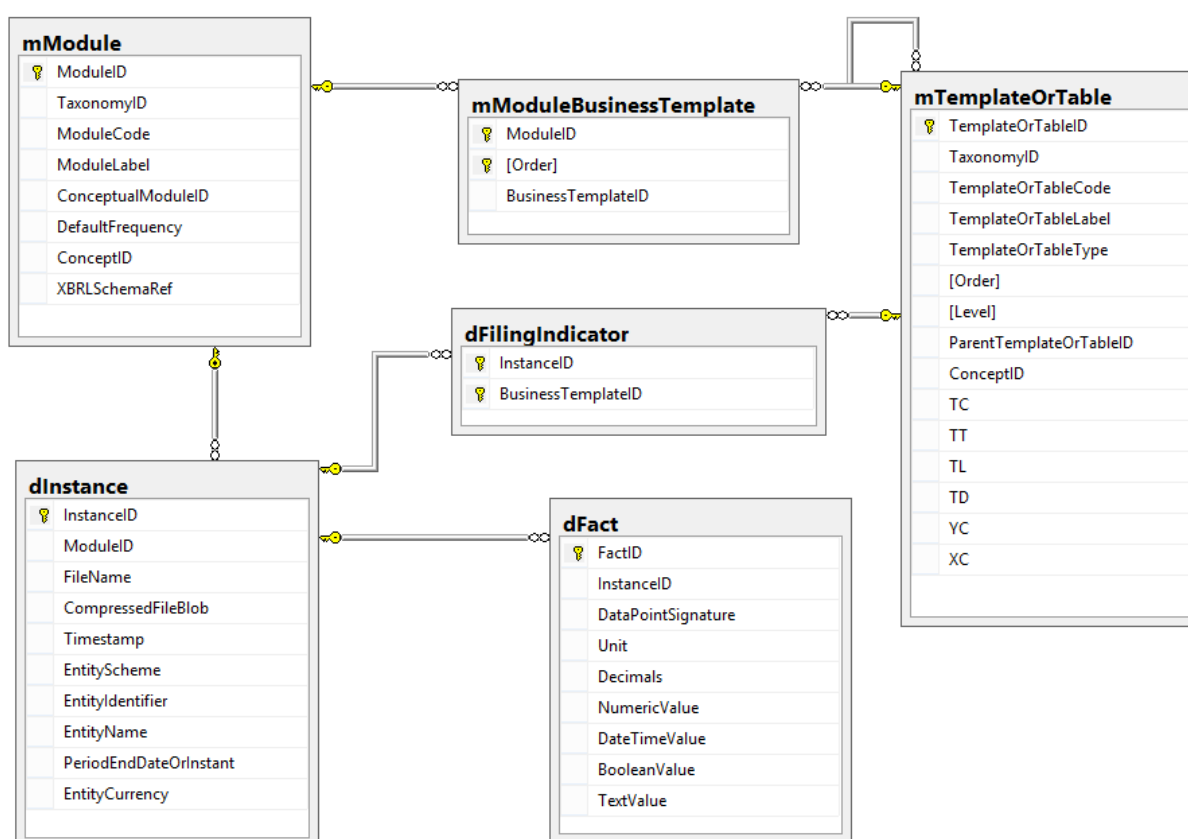 mModule
ModuleID
TaxonomyID
ModuleCode
ModuleLabel
ConceptualModuleID
DefaultFrequency
ConceptID
XBRLSchemaRef
mModuleBusinessTemplate
ModuleID
[Order]
BusinessTemplateID
mTemplateOrTable
TemplateOrTableID
TaxonomyID
TemplateOrTableCode
TemplateOrTableLabel
TemplateOrTableType
[Order]
[Level]
ParentTemplateOrTableID
ConceptID
TC
TT
TL
TD
YC
XC
dFilingIndicator
InstanceID
BusinessTemplateID
dInstance
InstanceID
ModuleID
FileName
CompressedFileBlob
Timestamp
EntityScheme
EntityIdentifier
EntityName
PeriodEndDateOrInstant
EntityCurrency
dFact
FactID
InstanceID
DataPointSignature
Unit
Decimals
NumericValue
DateTimeValue
BooleanValue
TextValue